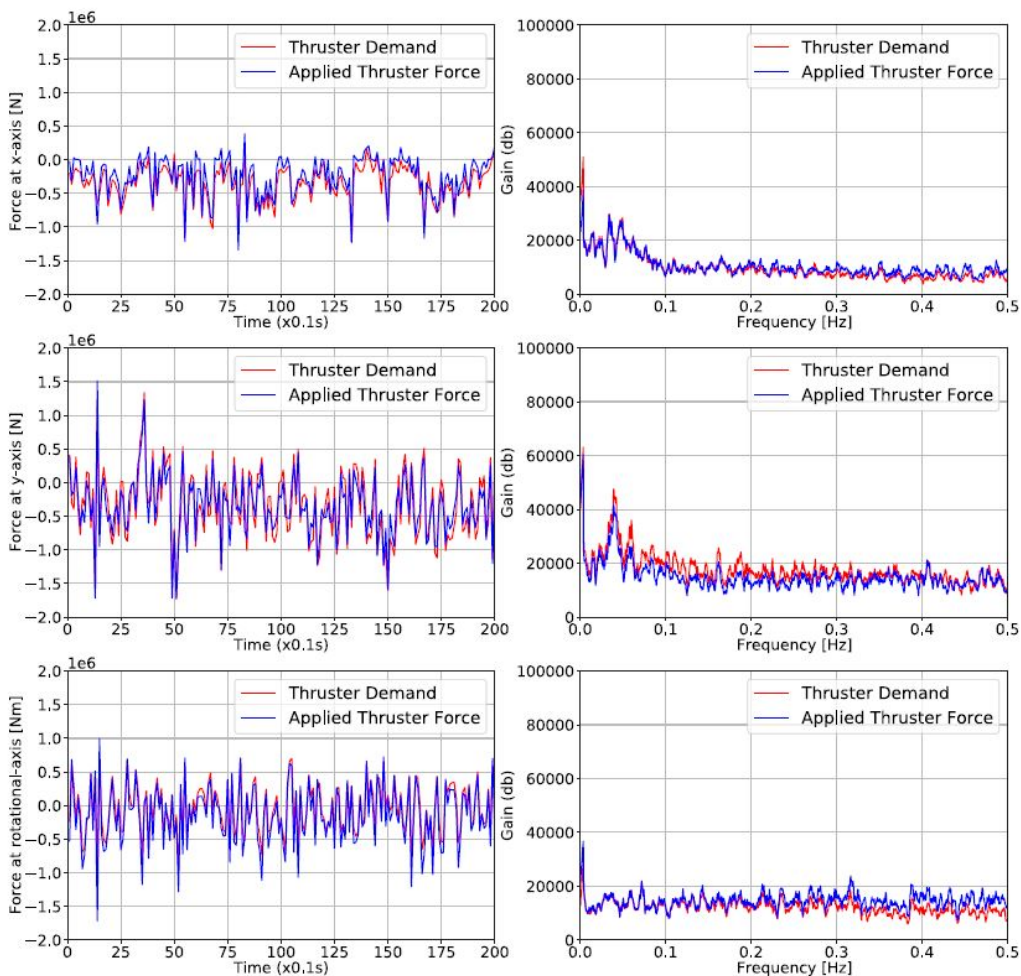 1e6
2.0
1.5
1.0
0.5
0.0
−0.5
−1.0
−1.5
−2.0
Force at x-axis [N]
Thruster Demand
Applied Thruster Force
0 25 50 75 100 125 150 175 200
Time (x0.1s)
100000
80000
60000
40000
20000
0
Gain (db)
Thruster Demand
Applied Thruster Force
0.0 0.1 0.2 0.3 0.4 0.5
Frequency [Hz]
1e6
2.0
1.5
1.0
0.5
0.0
−0.5
−1.0
−1.5
−2.0
Force at y-axis [N]
Thruster Demand
Applied Thruster Force
0 25 50 75 100 125 150 175 200
Time (x0.1s)
100000
80000
60000
40000
20000
0
Gain (db)
Thruster Demand
Applied Thruster Force
0.0 0.1 0.2 0.3 0.4 0.5
Frequency [Hz]
1e6
2.0
1.5
1.0
0.5
0.0
−0.5
−1.0
−1.5
−2.0
Force at rotational-axis [Nm]
Thruster Demand
Applied Thruster Force
0 25 50 75 100 125 150 175 200
Time (x0.1s)
100000
80000
60000
40000
20000
0
Gain (db)
Thruster Demand
Applied Thruster Force
0.0 0.1 0.2 0.3 0.4 0.5
Frequency [Hz]